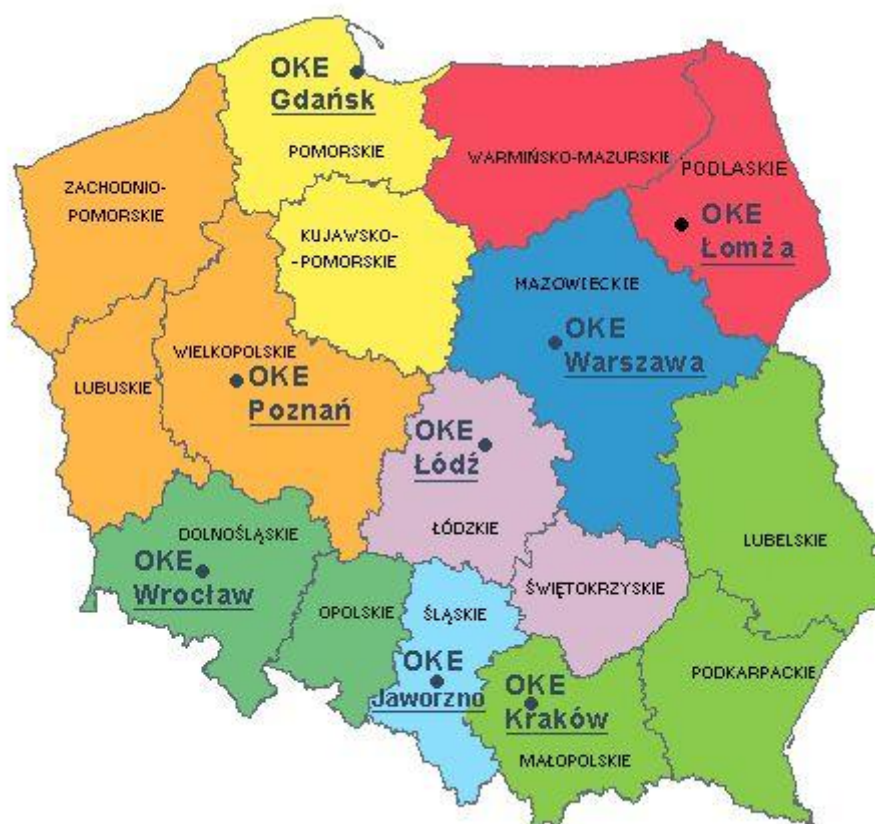 OKE
Gdańsk
POMORSKIE
WARMIŃSKO-MAZURSKIE
PODLASKIE
ZACHODNIO-
POMORSKIE
OKE
Łomża
KUJAWSKO-
-POMORSKIE
MAZOWIECKIE
OKE
Warszawa
WIELKOPOLSKIE
LUBUSKIE
OKE
Poznań
OKE
Łódź
ŁÓDZKIE
DOLNOŚLĄSKIE
LUBELSKIE
OKE
Wrocław
OPOLSKIE
ŚLĄSKIE
ŚWIĘTOKRZYSKIE
OKE
Jaworzno
OKE
Kraków
PODKARPACKIE
MAŁOPOLSKIE